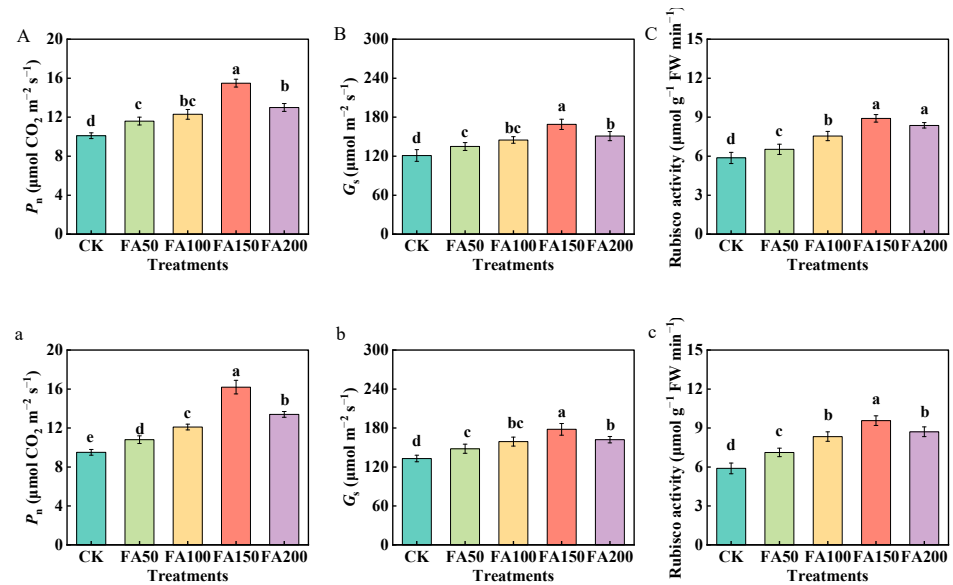 A
B
C
Pₙ (μmol CO₂ m⁻² s⁻¹)
20
16
12
8
4
0
d
c
bc
a
b
CK FA50 FA100 FA150 FA200
Treatments
Gₛ (μmol m⁻² s⁻¹)
300
240
180
120
60
0
d
c
bc
a
b
CK FA50 FA100 FA150 FA200
Treatments
Rubisco activity (μmol g⁻¹ FW min⁻¹)
15
12
9
6
3
0
d
c
b
a
a
CK FA50 FA100 FA150 FA200
Treatments
a
b
c
Pₙ (μmol CO₂ m⁻² s⁻¹)
20
16
12
8
4
0
e
d
c
a
b
CK FA50 FA100 FA150 FA200
Treatments
Gₛ (μmol m⁻² s⁻¹)
300
240
180
120
60
0
d
c
bc
a
b
CK FA50 FA100 FA150 FA200
Treatments
Rubisco activity (μmol g⁻¹ FW min⁻¹)
15
12
9
6
3
0
d
c
b
a
b
CK FA50 FA100 FA150 FA200
Treatments